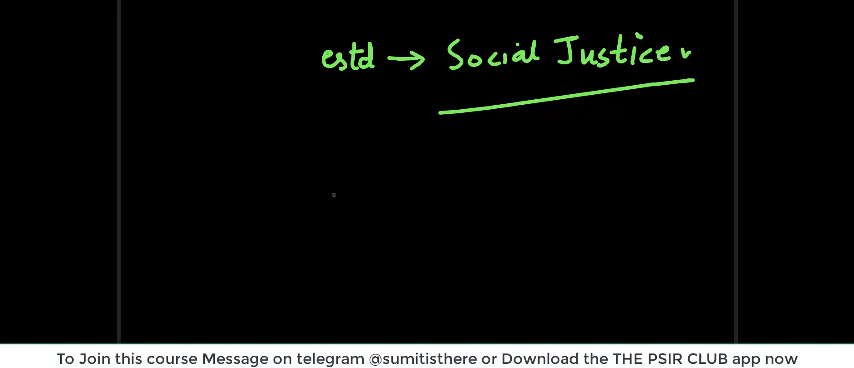 estd → Social Justice.
To Join this course Message on telegram @sumitisthere or Download the THE PSIR CLUB app now